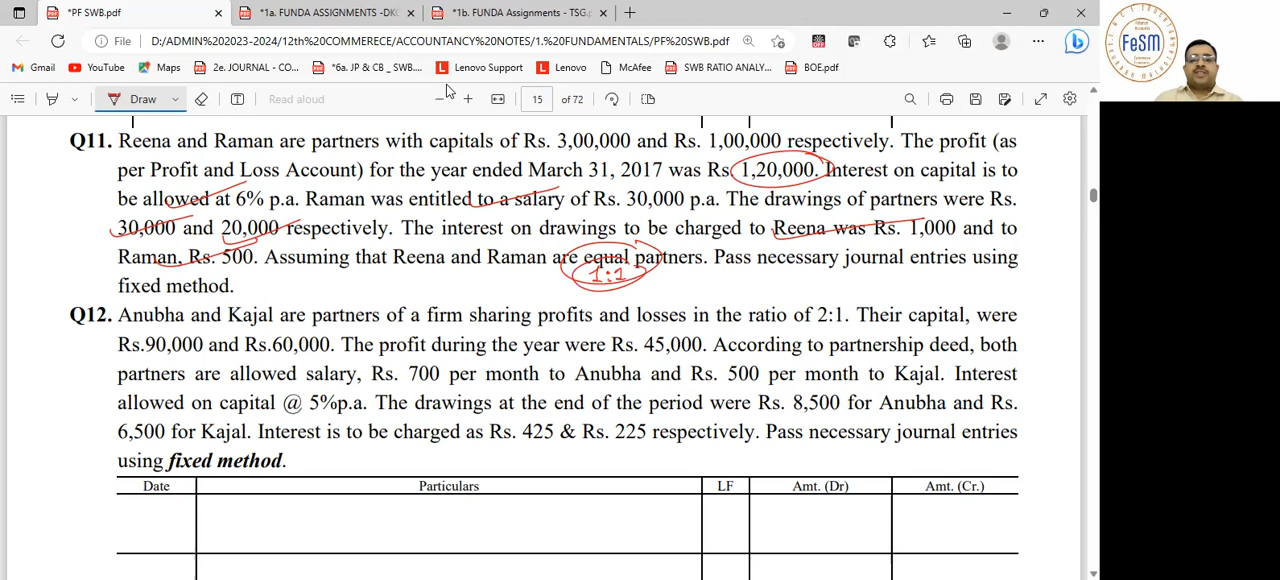 *PF SWB.pdf
*1a. FUNDA ASSIGNMENTS -DKG
*1b. FUNDA Assignments - TSG.p
File
D:/ADMIN%202023-2024/12th%20COMMERECE/ACCOUNTANCE%20NOTES/1.%20FUNDAMENTALS/PF%20SWB.pdf
OFF
FeSM
Gmail
YouTube
Maps
2e. JOURNAL - CO...
*6a. JP & CB _ SWB....
Lenovo Support
Lenovo
McAfee
SWB RATIO ANALY...
BOE.pdf
Draw
Read aloud
15 of 72
Q11. Reena and Raman are partners with capitals of Rs. 3,00,000 and Rs. 1,00,000 respectively. The profit (as
per Profit and Loss Account) for the year ended March 31, 2017 was Rs. 1,20,000. Interest on capital is to
be allowed at 6% p.a. Raman was entitled to a salary of Rs. 30,000 p.a. The drawings of partners were Rs.
30,000 and 20,000 respectively. The interest on drawings to be charged to Reena was Rs. 1,000 and to
Raman, Rs. 500. Assuming that Reena and Raman are equal partners. Pass necessary journal entries using
1:1
fixed method.
Q12. Anubha and Kajal are partners of a firm sharing profits and losses in the ratio of 2:1. Their capital, were
Rs.90,000 and Rs.60,000. The profit during the year were Rs. 45,000. According to partnership deed, both
partners are allowed salary, Rs. 700 per month to Anubha and Rs. 500 per month to Kajal. Interest
allowed on capital @ 5%p.a. The drawings at the end of the period were Rs. 8,500 for Anubha and Rs.
6,500 for Kajal. Interest is to be charged as Rs. 425 & Rs. 225 respectively. Pass necessary journal entries
using fixed method.
Date Particulars LF Amt. (Dr) Amt. (Cr.)